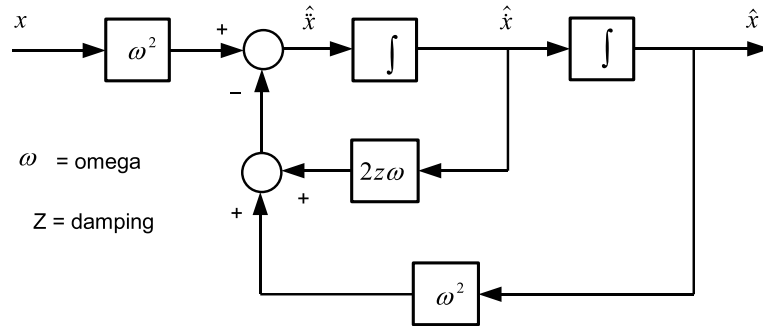 x
ω²
+
x̂̈
∫
x̂̇
∫
x̂
−
ω = omega
2zω
+
+
Z = damping
ω²